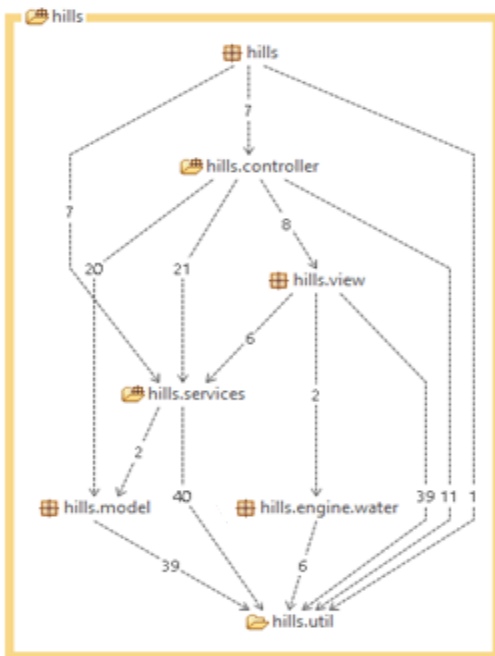 hills
hills
7
hills.controller
7
20
21
8
hills.view
6
2
hills.services
2
40
39
11
1
hills.model
hills.engine.water
39
6
hills.util